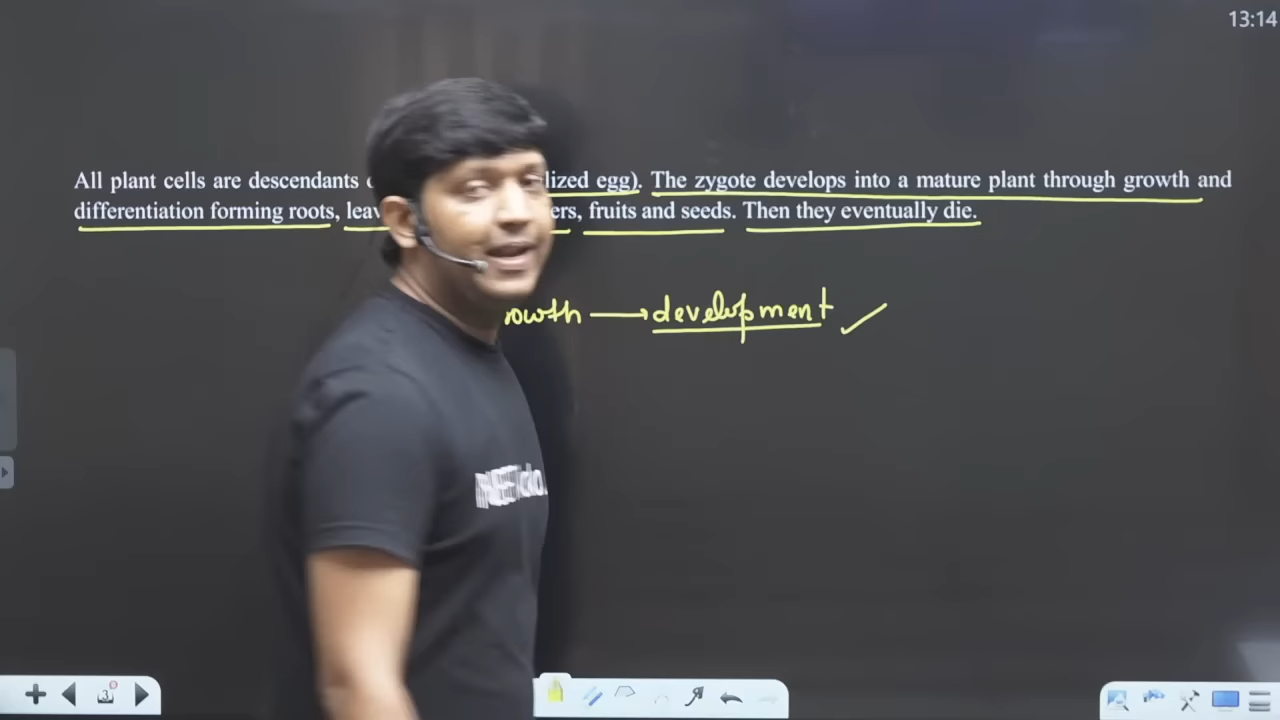 13:14
All plant cells are descendants lized egg). The zygote develops into a mature plant through growth and
differentiation forming roots, leav ers, fruits and seeds. Then they eventually die.
rowth → development ✓
3